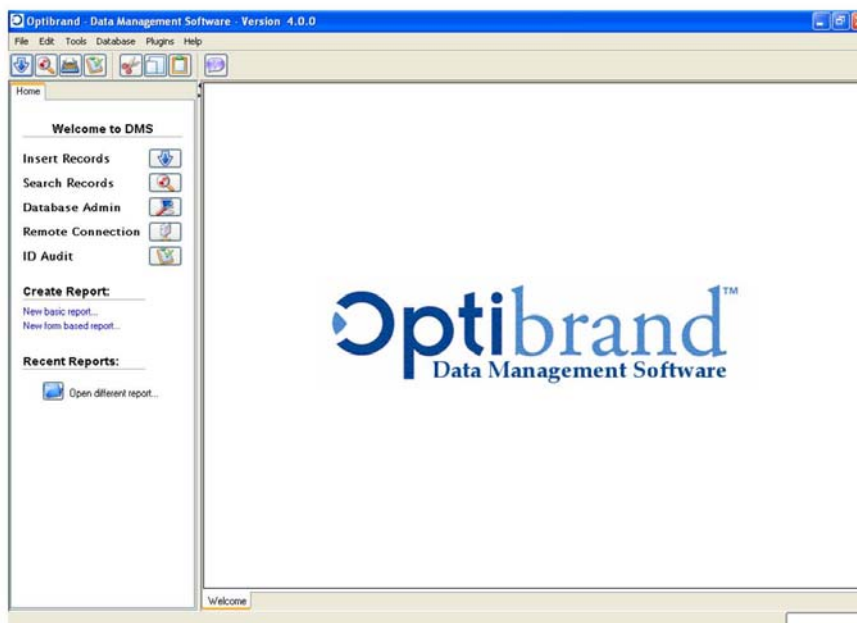 Optibrand - Data Management Software - Version 4.0.0
File Edit Tools Database Plugins Help
Home
Welcome to DMS
Insert Records
Search Records
Database Admin
Remote Connection
ID Audit
Create Report:
New basic report...
New form based report...
Recent Reports:
Open different report...
Optibrand™
Data Management Software
Welcome